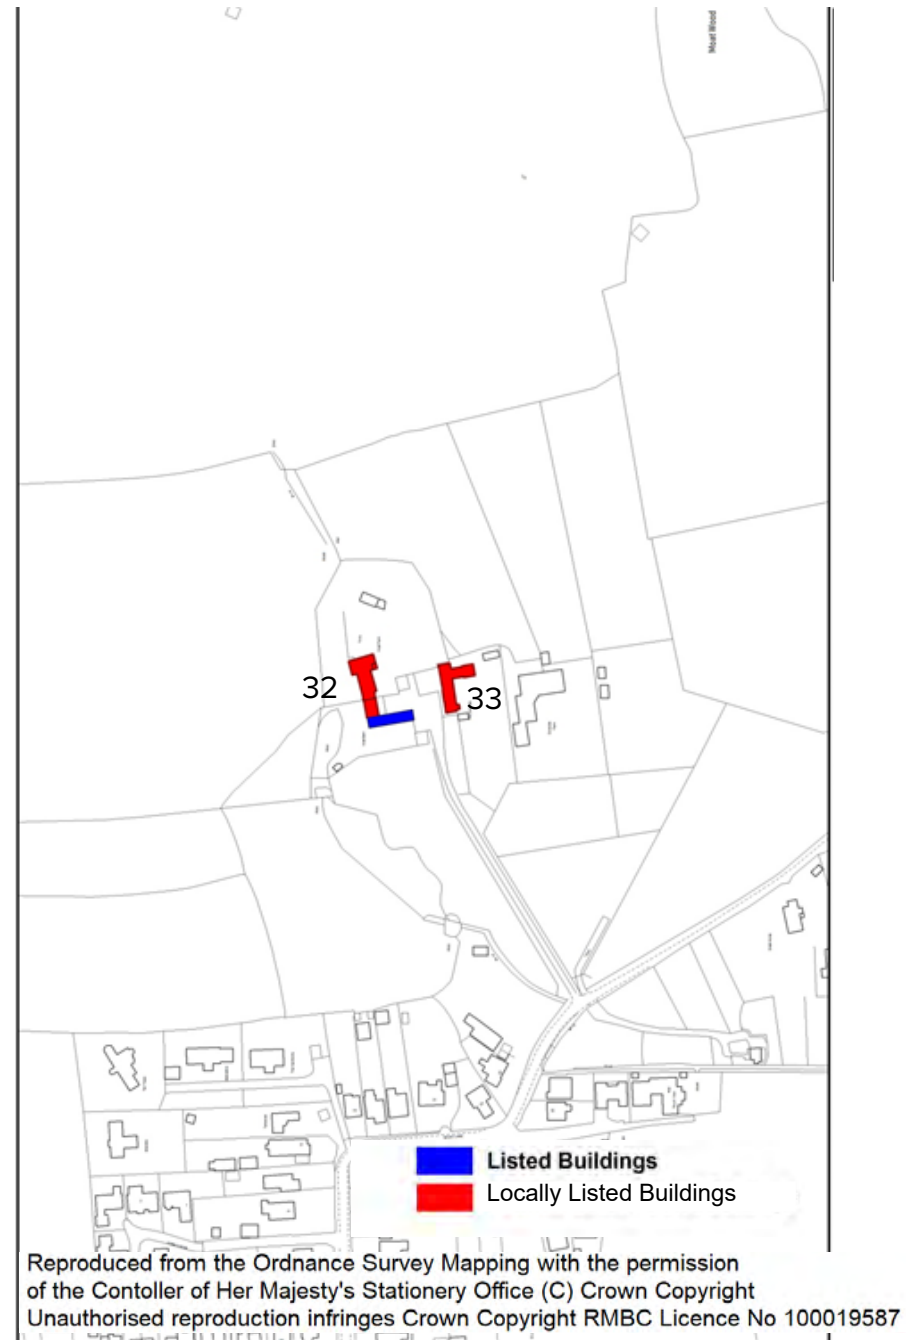 Moat Wood
32
33
Listed Buildings
Locally Listed Buildings
Reproduced from the Ordnance Survey Mapping with the permission
of the Contoller of Her Majesty's Stationery Office (C) Crown Copyright
Unauthorised reproduction infringes Crown Copyright RMBC Licence No 100019587